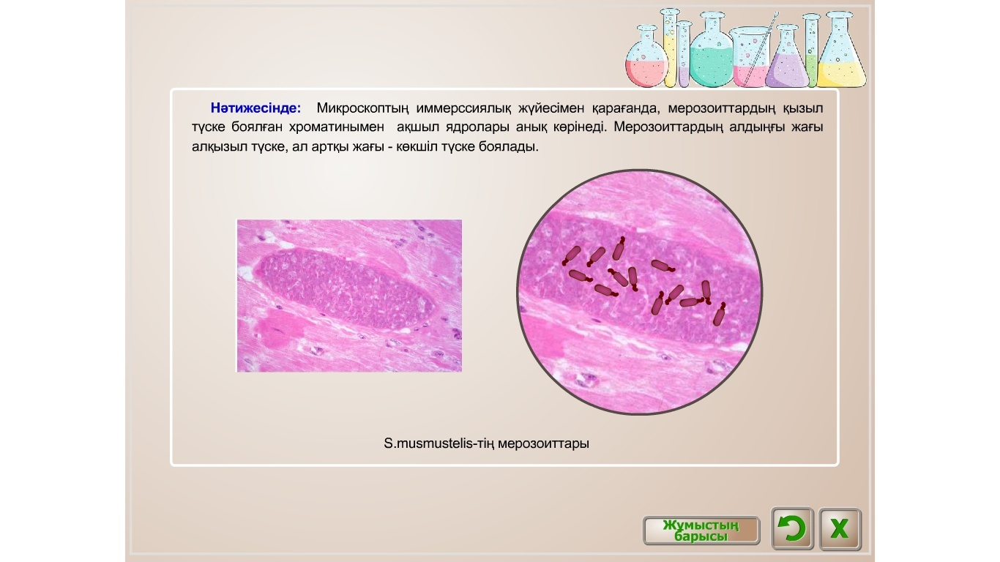 Нәтижесінде: Микроскоптың иммерссиялық жүйесімен қарағанда, мерозоиттардың қызыл
түске боялған хроматинымен ақшыл ядролары анық көрінеді. Мерозоиттардың алдыңғы жағы
алқызыл түске, ал артқы жағы - көкшіл түске боялады.
S.musmustelis-тің мерозоиттары
Жұмыстың
барысы
X